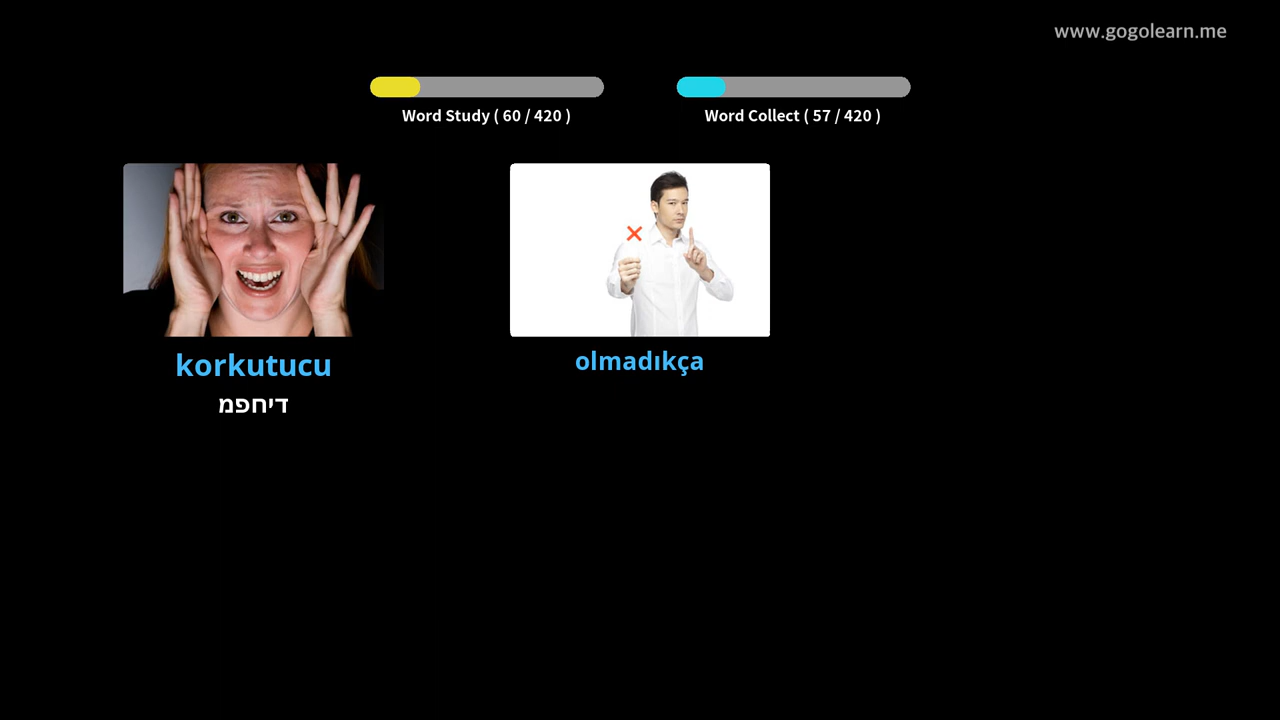 www.gogolearn.me
Word Study ( 60 / 420 )
Word Collect ( 57 / 420 )
korkutucu
דיחפמ
olmadıkça